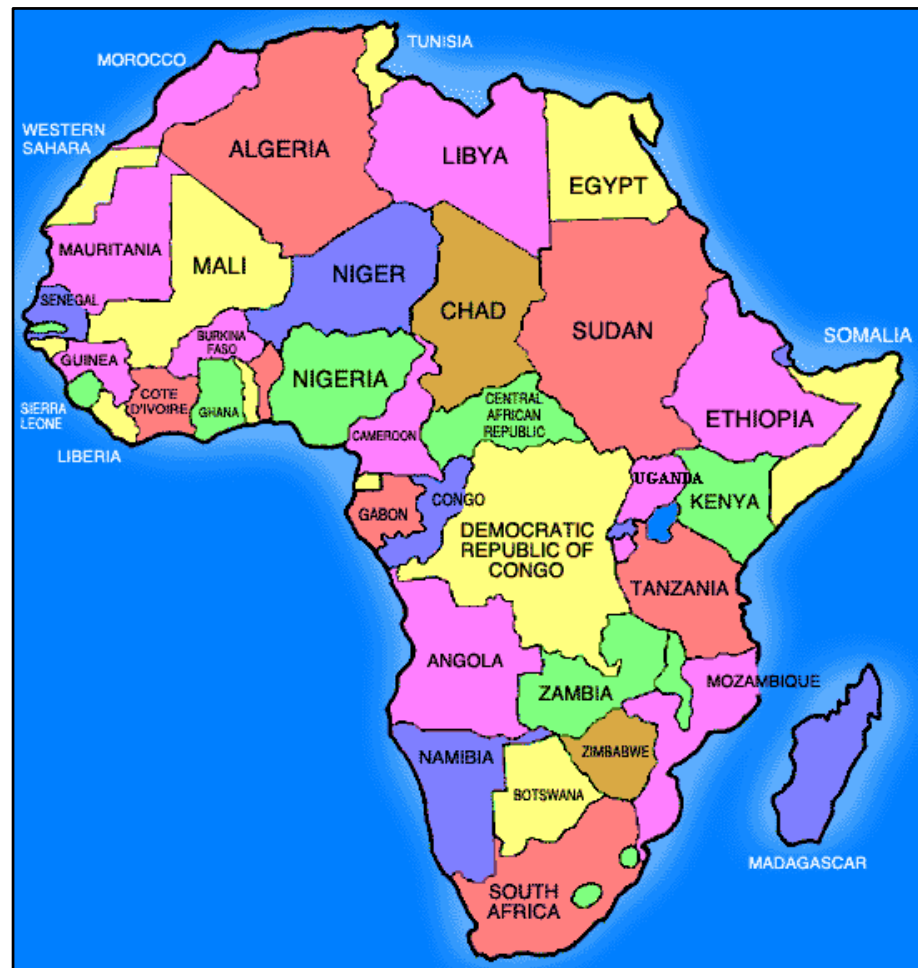 TUNISIA
MOROCCO
WESTERN
SAHARA
ALGERIA
LIBYA
EGYPT
MAURITANIA
MALI
NIGER
CHAD
SUDAN
SENEGAL
BURKINA
FASO
GUINEA
NIGERIA
SOMALIA
COTE
D'IVOIRE
GHANA
SIERRA
LEONE
LIBERIA
CENTRAL
AFRICAN
REPUBLIC
ETHIOPIA
CAMEROON
UGANDA
KENYA
CONGO
GABON
DEMOCRATIC
REPUBLIC OF
CONGO
TANZANIA
ANGOLA
ZAMBIA
MOZAMBIQUE
NAMIBIA
ZIMBABWE
BOTSWANA
MADAGASCAR
SOUTH
AFRICA